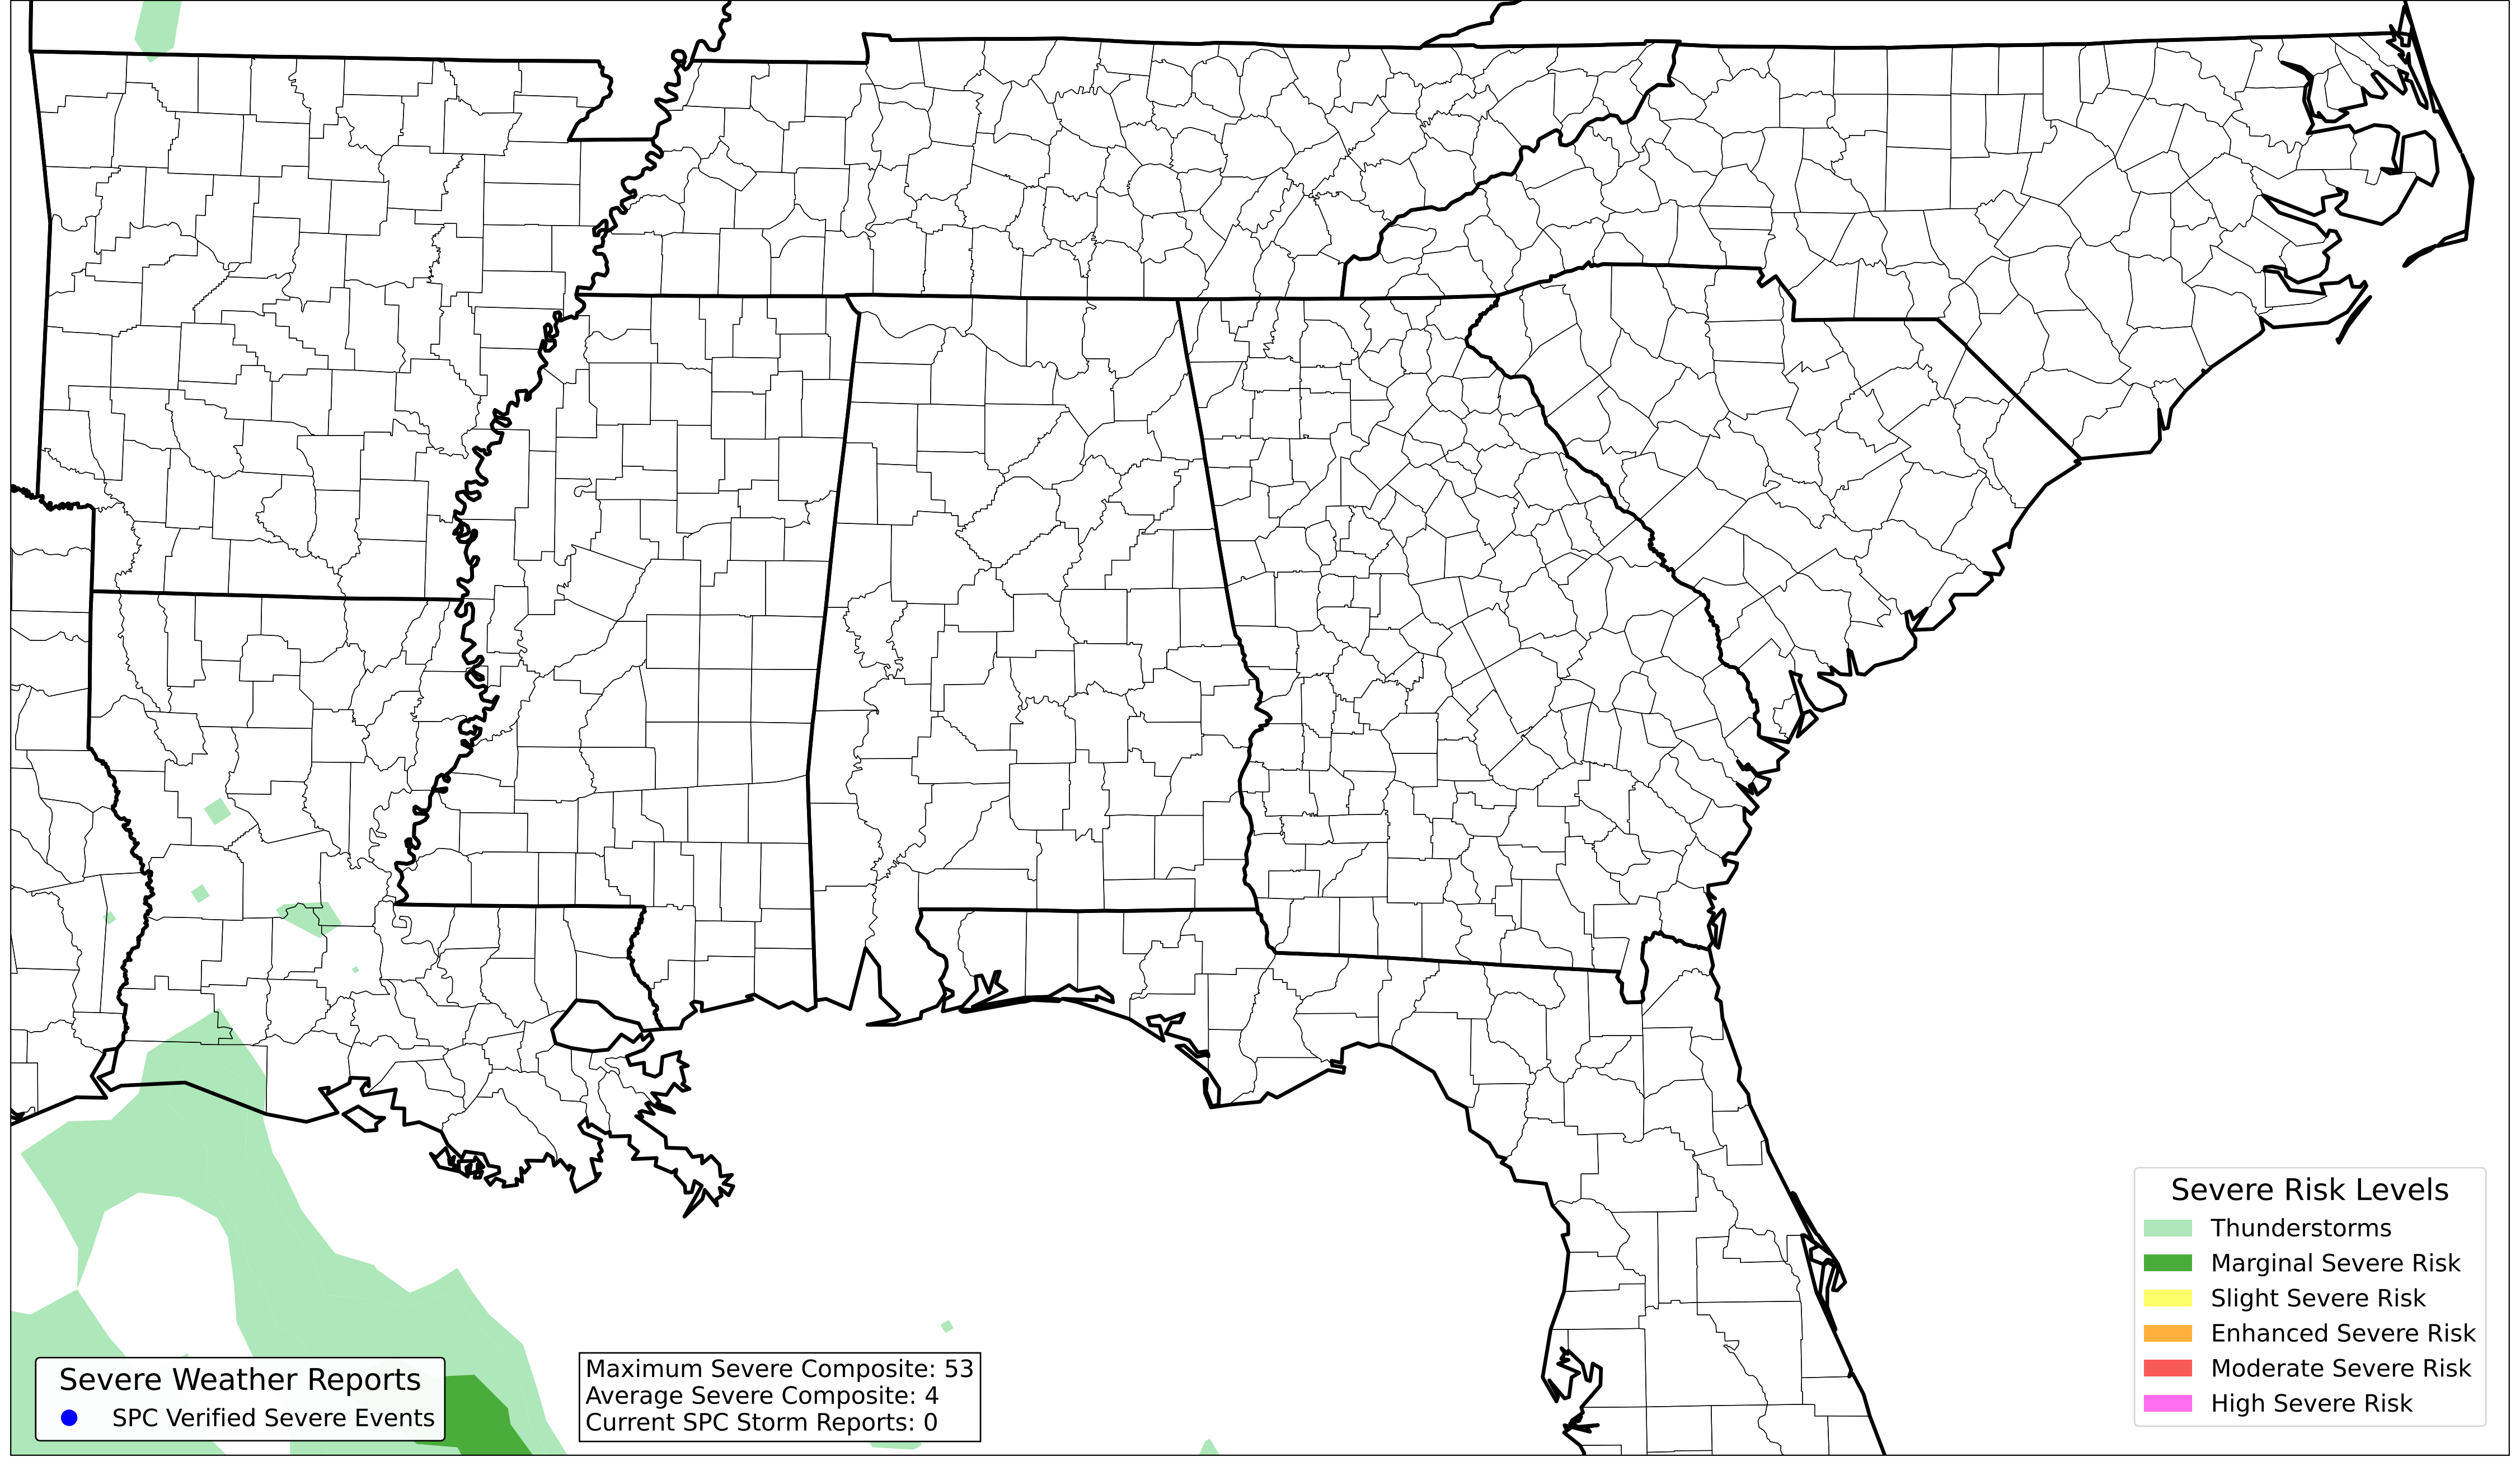 Severe Risk Levels
Thunderstorms
Marginal Severe Risk
Slight Severe Risk
Enhanced Severe Risk
Moderate Severe Risk
High Severe Risk
Severe Weather Reports
SPC Verified Severe Events
Maximum Severe Composite: 53
Average Severe Composite: 4
Current SPC Storm Reports: 0